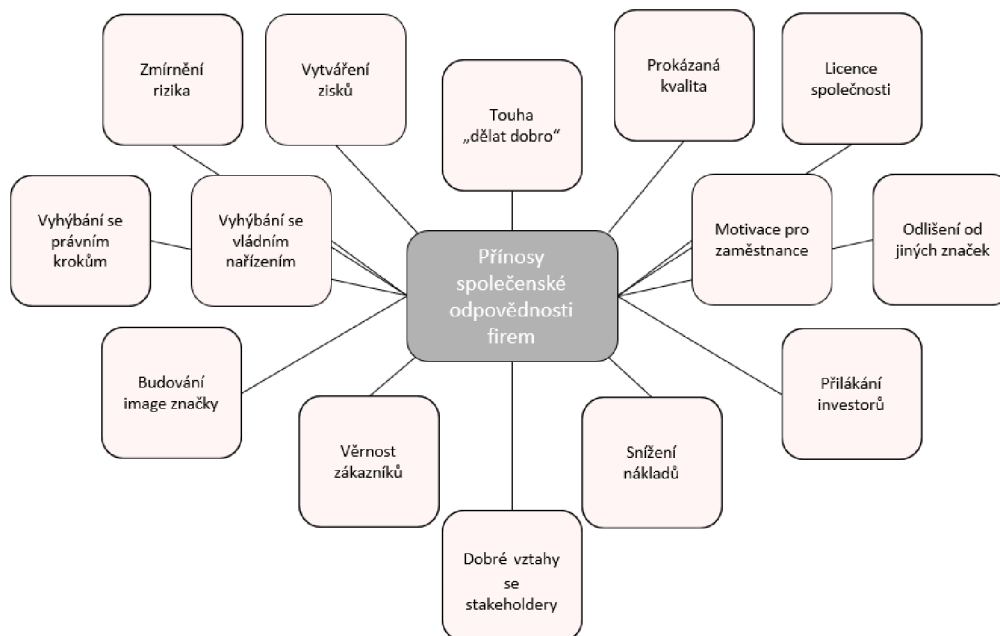 Zmírnění
rizika
Vytváření
zisků
Touha
„dělat dobro“
Prokázaná
kvalita
Licence
společnosti
Vyhýbání se
právním
krokům
Vyhýbání se
vládním
nařízením
Přínosy
společenské
odpovědnosti
firem
Motivace pro
zaměstnance
Odlišení od
jiných značek
Budování
image značky
Věrnost
zákazníků
Dobré vztahy
se
stakeholdery
Snížení
nákladů
Přilákání
investorů